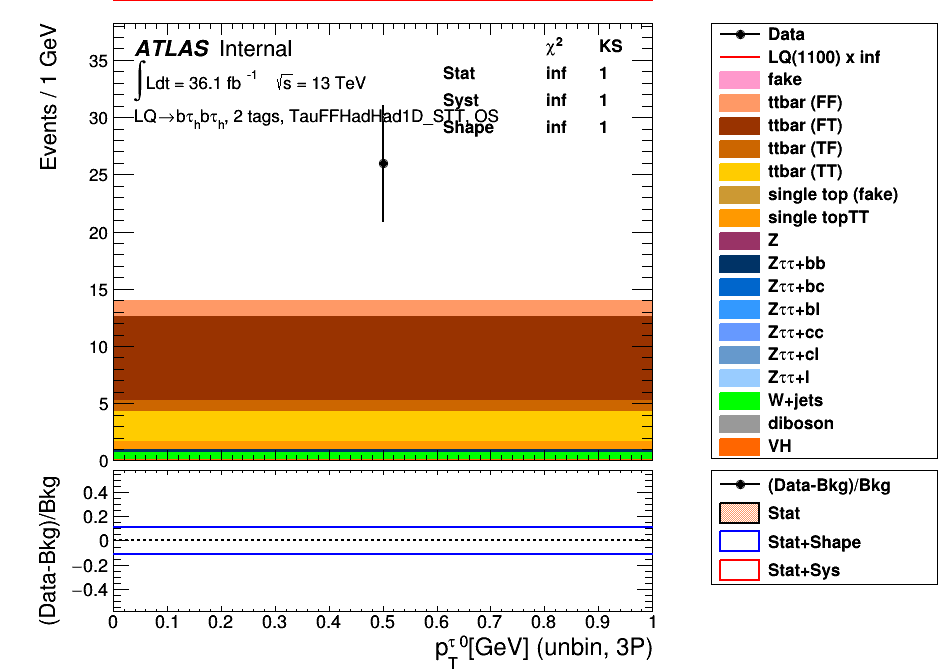 Events / 1 GeV
35
30
25
20
15
10
5
0
ATLAS Internal
∫Ldt = 36.1 fb⁻¹ √s = 13 TeV
LQ→bτₕbτₕ, 2 tags, TauFFHadHad1D_STT, OS
χ² KS
Stat inf 1
Syst inf 1
Shape inf 1
Data
LQ(1100) x inf
fake
ttbar (FF)
ttbar (FT)
ttbar (TF)
ttbar (TT)
single top (fake)
single topTT
Z
Zττ+bb
Zττ+bc
Zττ+bl
Zττ+cc
Zττ+cl
Zττ+l
W+jets
diboson
VH
(Data-Bkg)/Bkg
0.4
0.2
0
−0.2
−0.4
0 0.1 0.2 0.3 0.4 0.5 0.6 0.7 0.8 0.9 1
p_T^τ0[GeV] (unbin, 3P)
(Data-Bkg)/Bkg
Stat
Stat+Shape
Stat+Sys